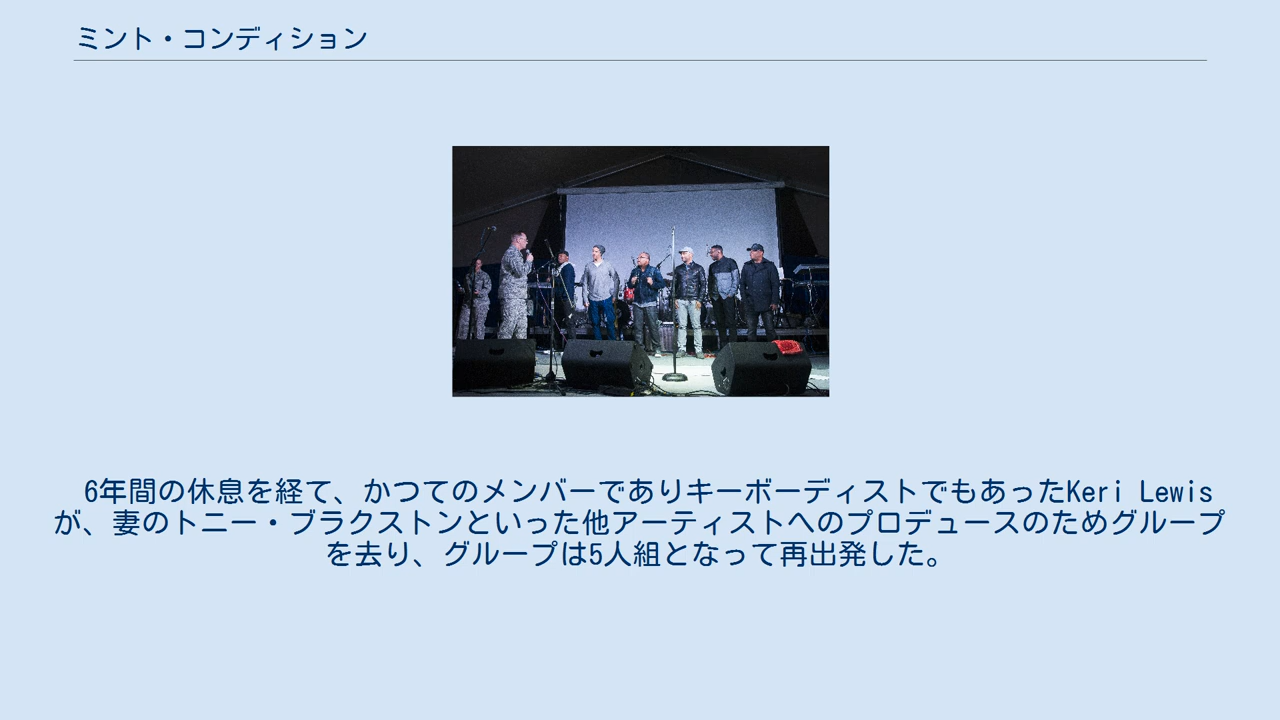 ミント・コンディション
6年間の休息を経て、かつてのメンバーでありキーボーディストでもあったKeri Lewis
が、妻のトニー・ブラクストンといった他アーティストへのプロデュースのためグループ
を去り、グループは5人組となって再出発した。